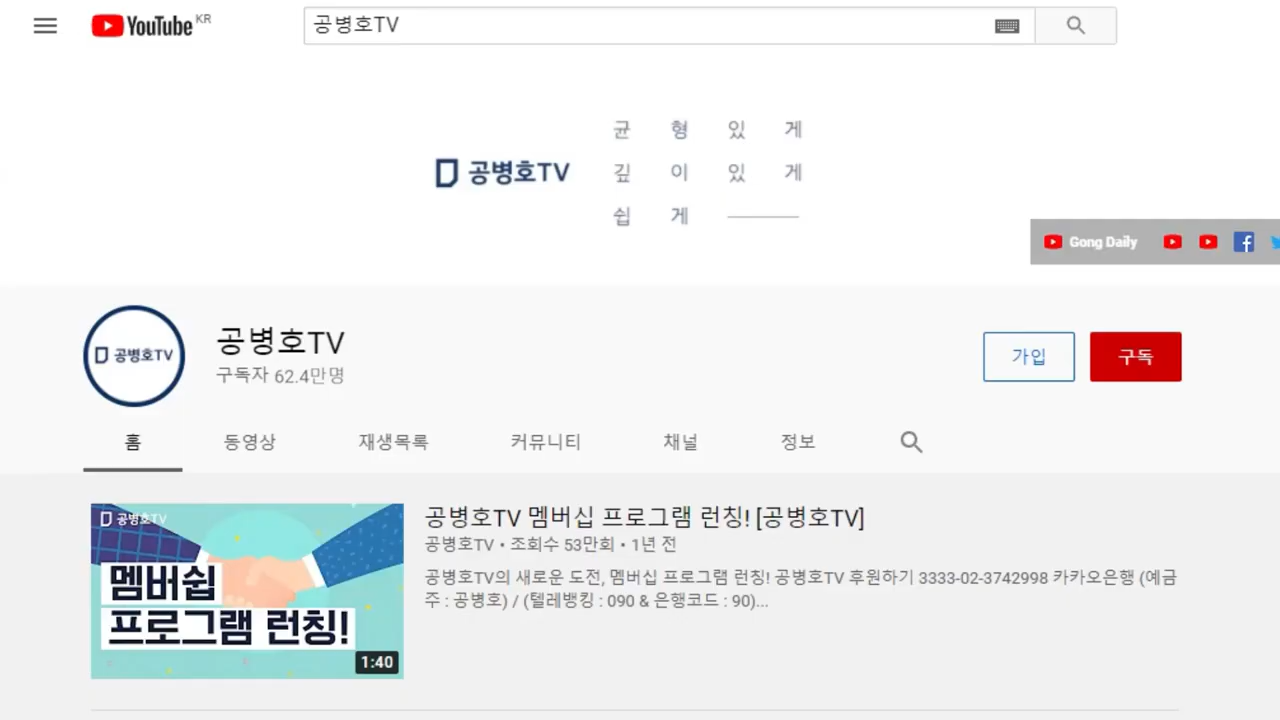 YouTube KR
공병호TV
균 형 있 게
공병호TV
깊 이 있 게
쉽 게
Gong Daily
공병호TV
공병호TV
구독자 62.4만명
가입
구독
홈 동영상 재생목록 커뮤니티 채널 정보
공병호TV
멤버쉽
프로그램 런칭!
1:40
공병호TV 멤버십 프로그램 런칭! [공병호TV]
공병호TV • 조회수 53만회 • 1년 전
공병호TV의 새로운 도전, 멤버십 프로그램 런칭! 공병호TV 후원하기 3333-02-3742998 카카오은행 (예금
주 : 공병호) / (텔레뱅킹 : 090 & 은행코드 : 90)...